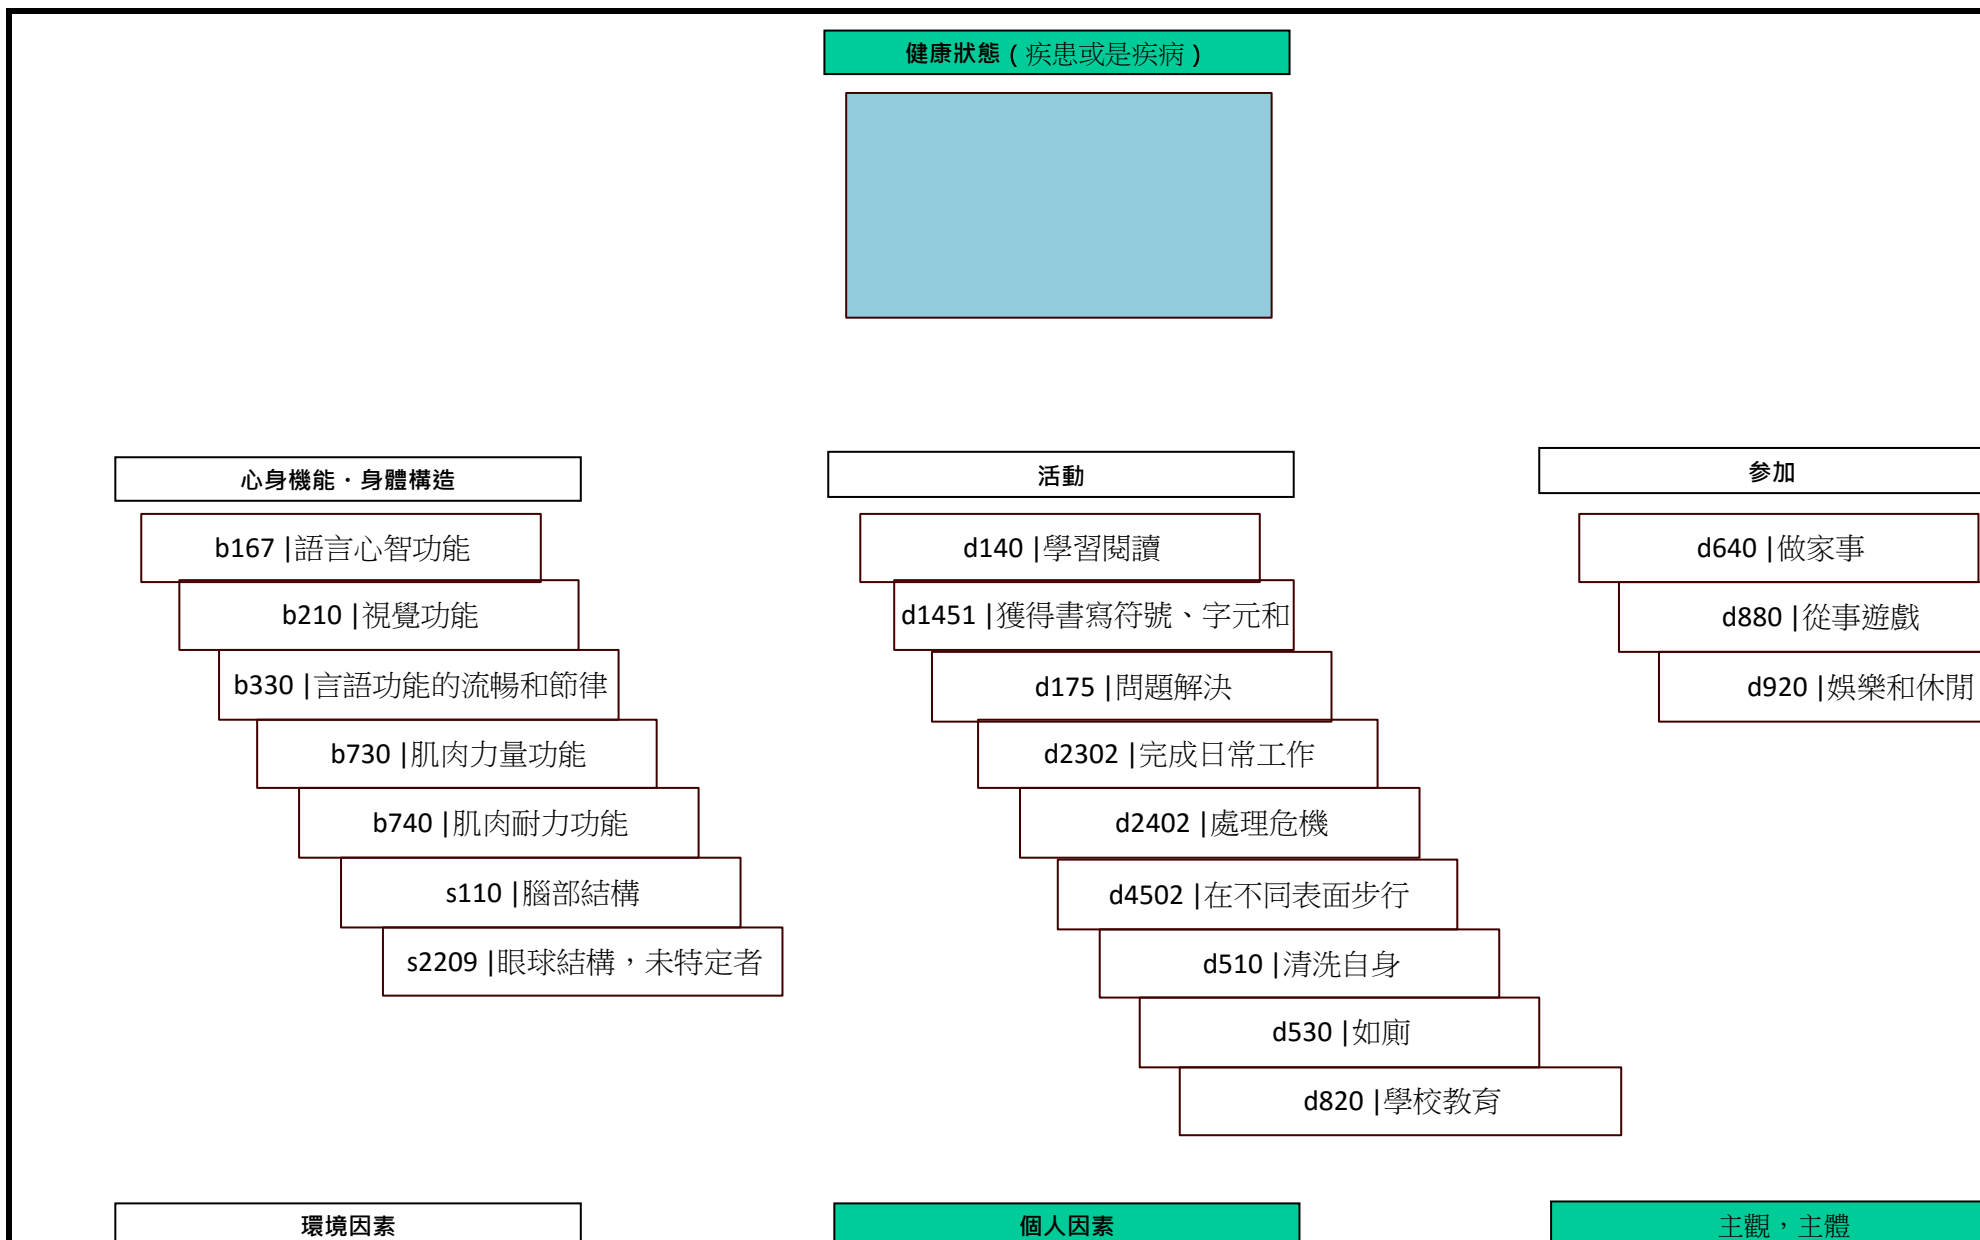 健康狀態（疾患或是疾病）
心身機能・身體構造
b167 |語言心智功能
b210 |視覺功能
b330 |言語功能的流暢和節律
b730 |肌肉力量功能
b740 |肌肉耐力功能
s110 |腦部結構
s2209 |眼球結構，未特定者
活動
d140 |學習閱讀
d1451 |獲得書寫符號、字元和
d175 |問題解決
d2302 |完成日常工作
d2402 |處理危機
d4502 |在不同表面步行
d510 |清洗自身
d530 |如廁
d820 |學校教育
参加
d640 |做家事
d880 |從事遊戲
d920 |娛樂和休閒
環境因素
個人因素
主觀，主體